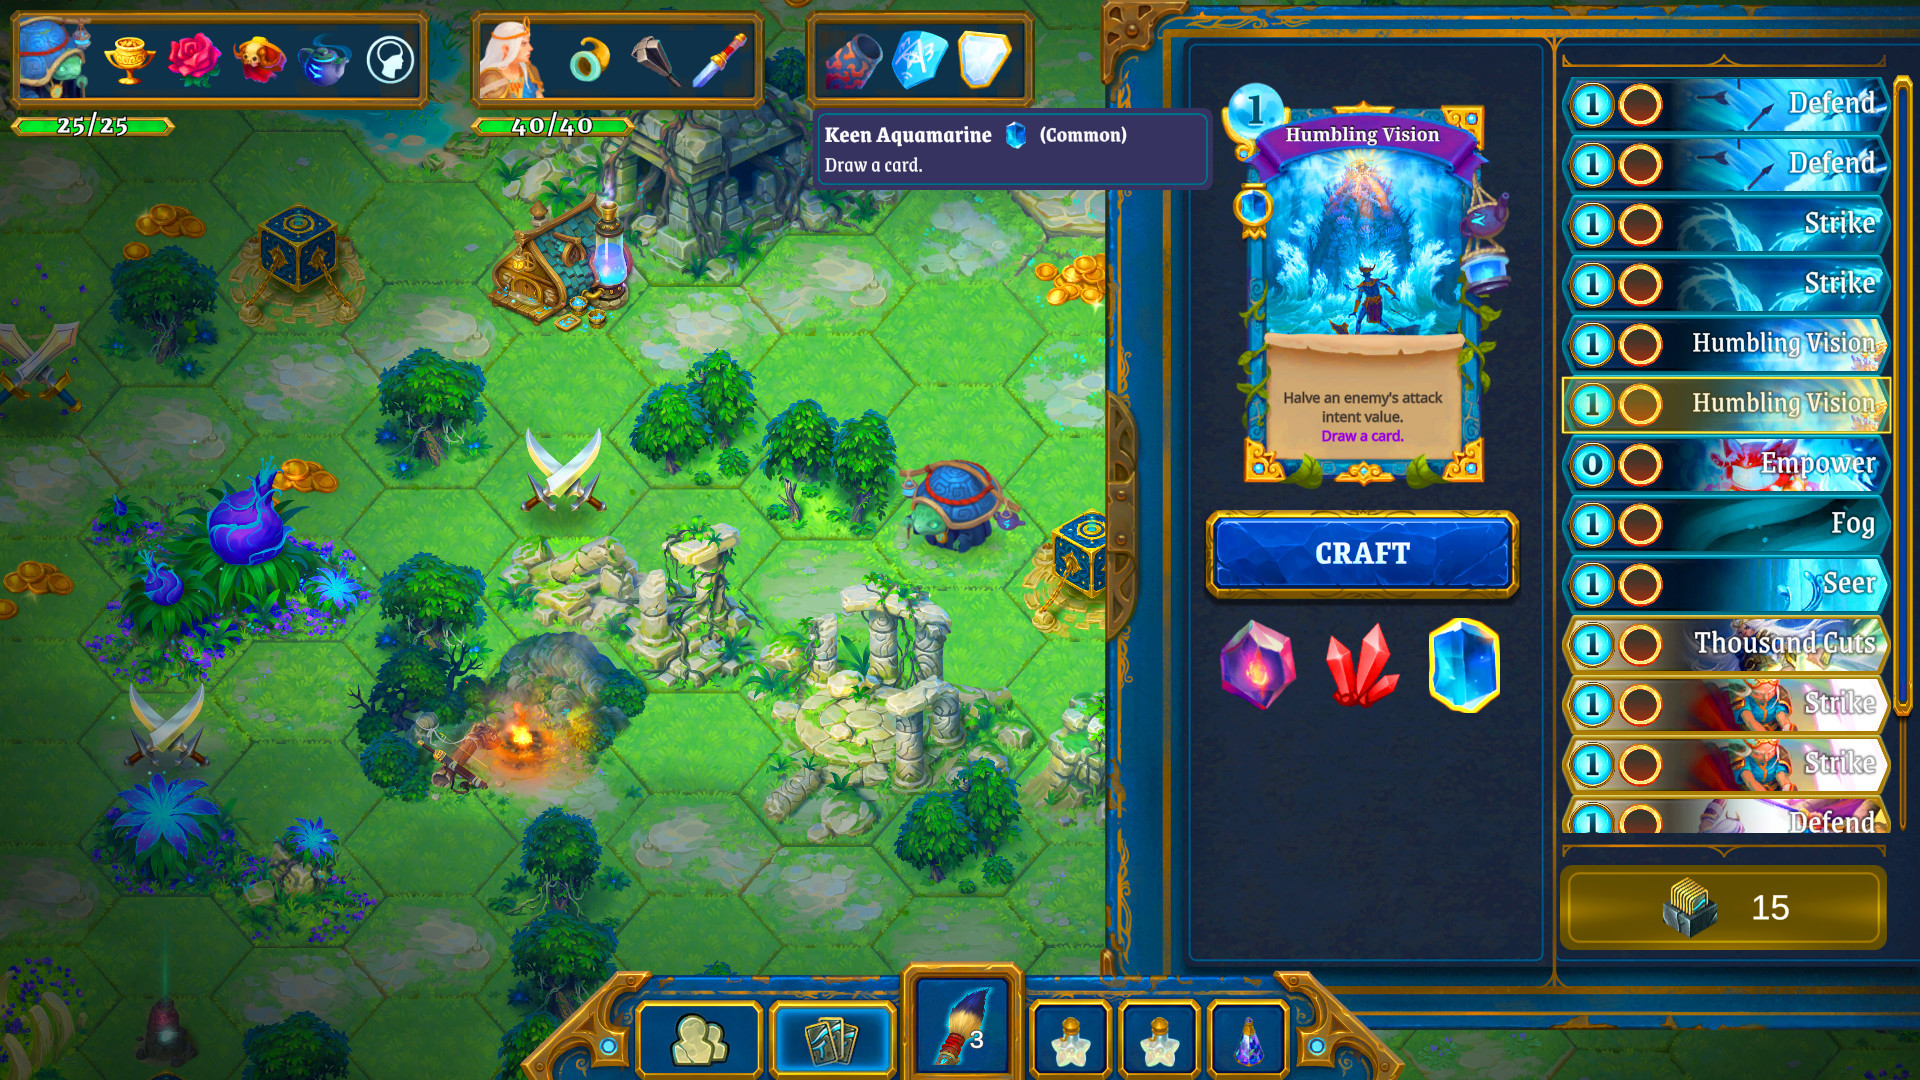 25/25
40/40
Keen Aquamarine (Common)
Draw a card.
1
Humbling Vision
Halve an enemy's attack
intent value.
Draw a card.
CRAFT
1 Defend
1 Defend
1 Strike
1 Strike
1 Humbling Vision
1 Humbling Vision
0 Empower
1 Fog
1 Seer
1 Thousand Cuts
1 Strike
1 Strike
1 Defend
15
3